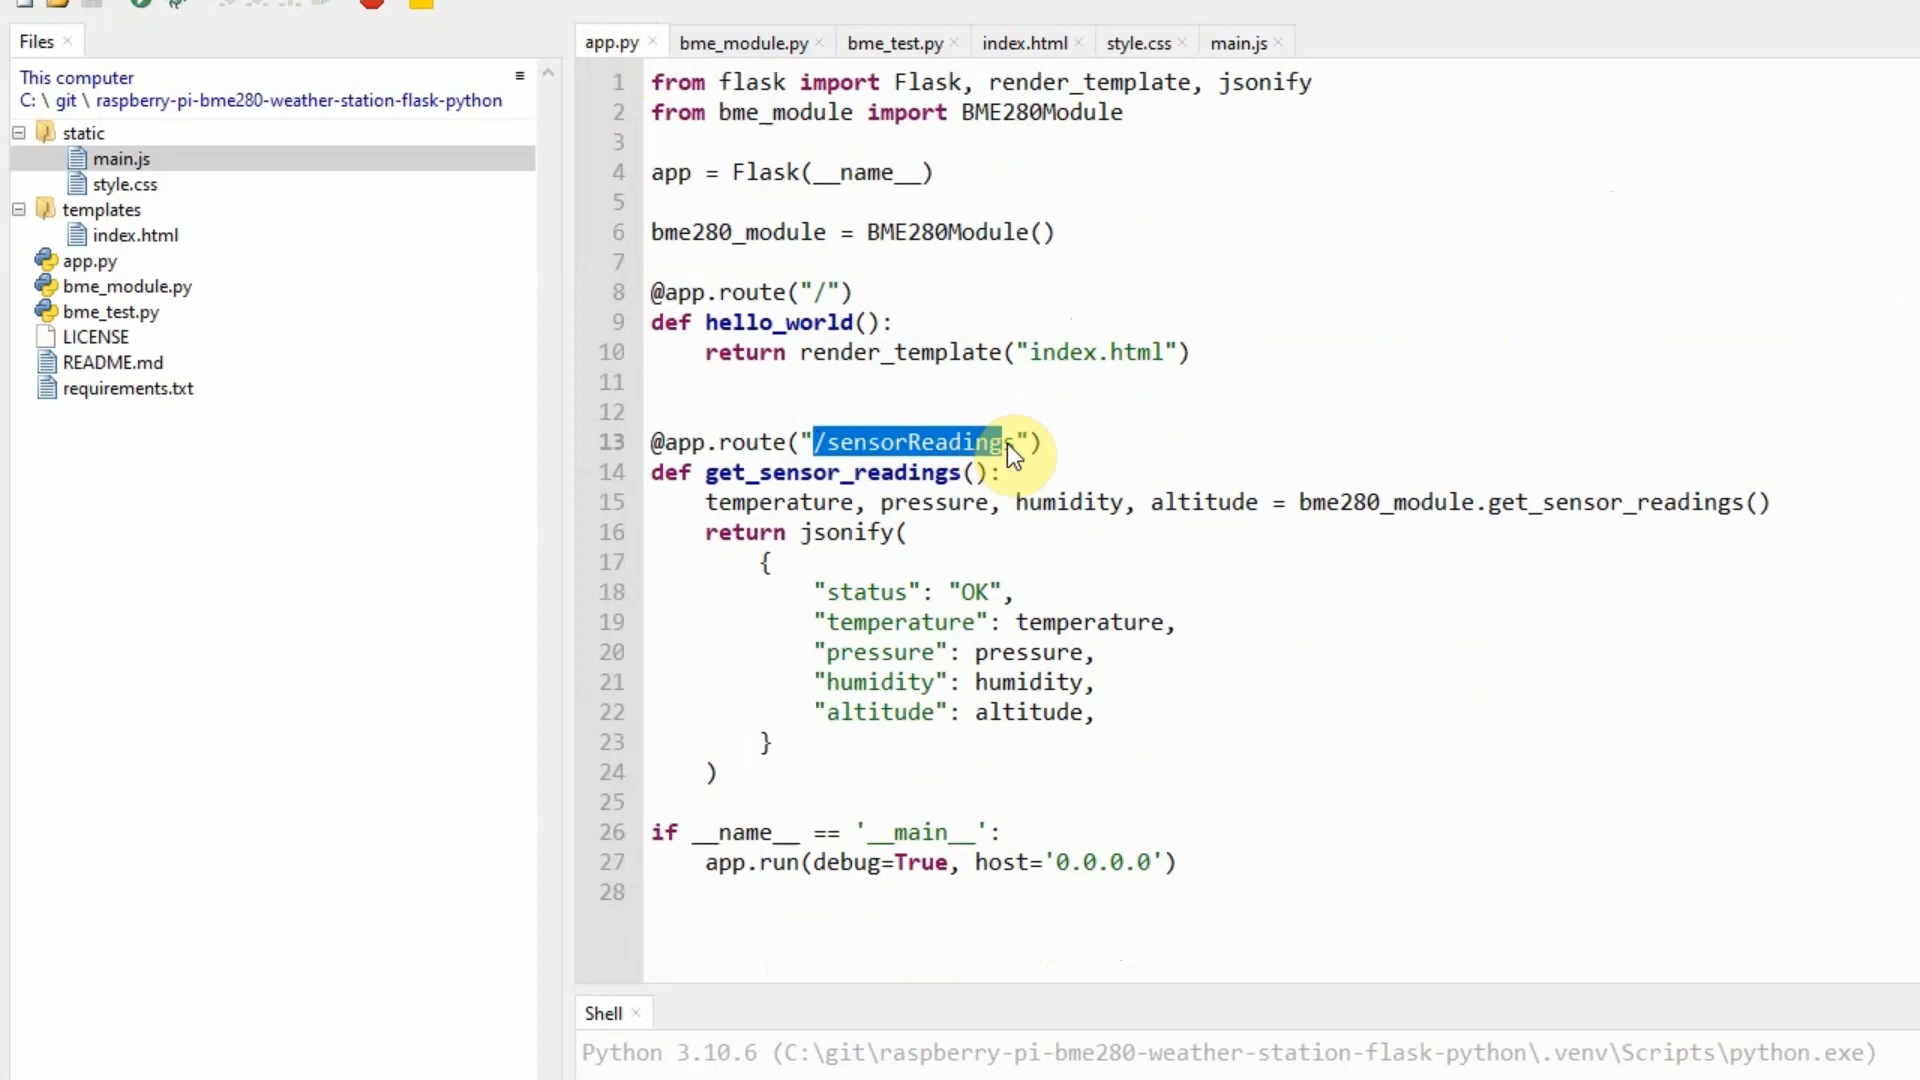 Files
This computer
C: \ git \ raspberry-pi-bme280-weather-station-flask-python
static
main.js
style.css
templates
index.html
app.py
bme_module.py
bme_test.py
LICENSE
README.md
requirements.txt
app.py bme_module.py bme_test.py index.html style.css main.js
1 from flask import Flask, render_template, jsonify
2 from bme_module import BME280Module
3
4 app = Flask(__name__)
5
6 bme280_module = BME280Module()
7
8 @app.route("/")
9 def hello_world():
10 return render_template("index.html")
11
12
13 @app.route("/sensorReadings")
14 def get_sensor_readings():
15 temperature, pressure, humidity, altitude = bme280_module.get_sensor_readings()
16 return jsonify(
17 {
18 "status": "OK",
19 "temperature": temperature,
20 "pressure": pressure,
21 "humidity": humidity,
22 "altitude": altitude,
23 }
24 )
25
26 if __name__ == '__main__':
27 app.run(debug=True, host='0.0.0.0')
28
Shell
Python 3.10.6 (C:\git\raspberry-pi-bme280-weather-station-flask-python\.venv\Scripts\python.exe)